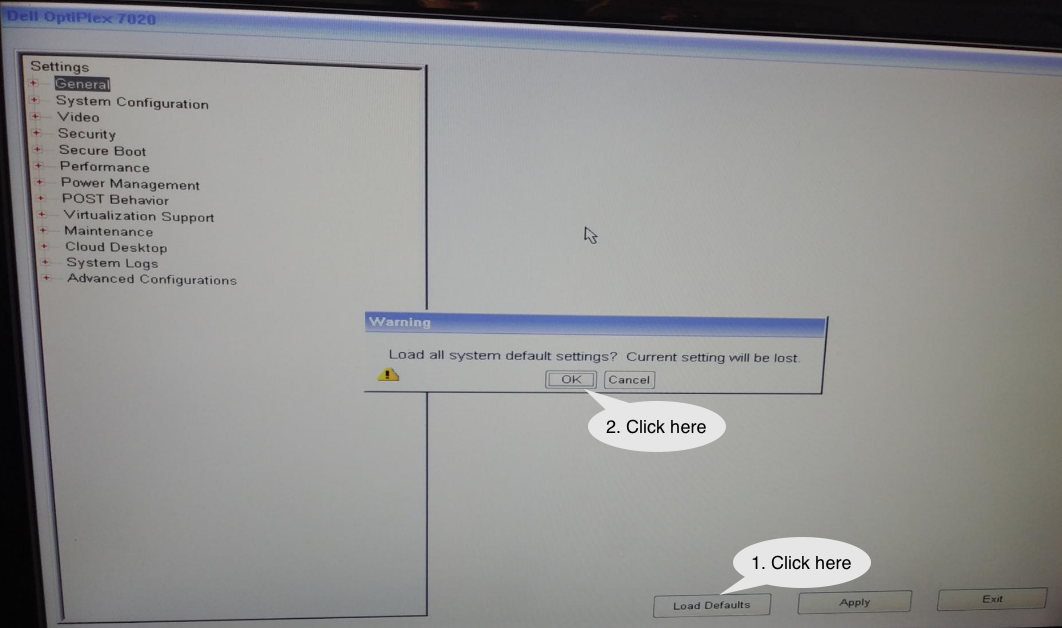 Dell OptiPlex 7020
Settings
General
System Configuration
Video
Security
Secure Boot
Performance
Power Management
POST Behavior
Virtualization Support
Maintenance
Cloud Desktop
System Logs
Advanced Configurations
Warning
Load all system default settings? Current setting will be lost.
OK Cancel
2. Click here
1. Click here
Load Defaults Apply Exit